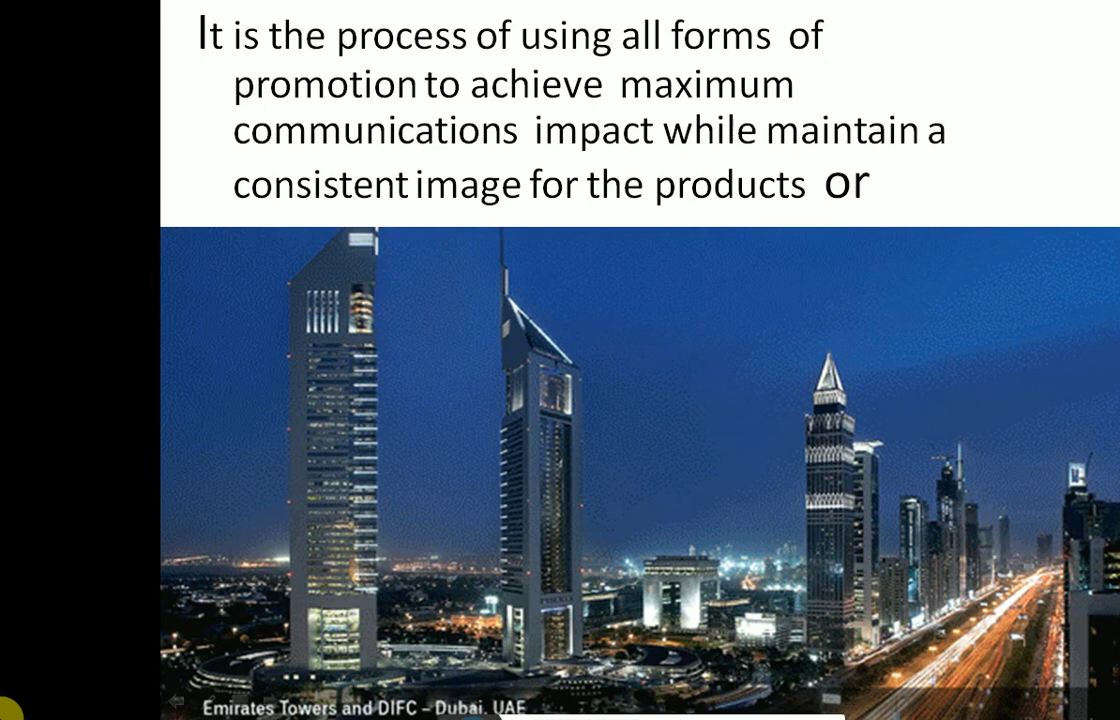 It is the process of using all forms of
promotion to achieve maximum
communications impact while maintain a
consistent image for the products or
Emirates Towers and DIFC – Dubai, UAE